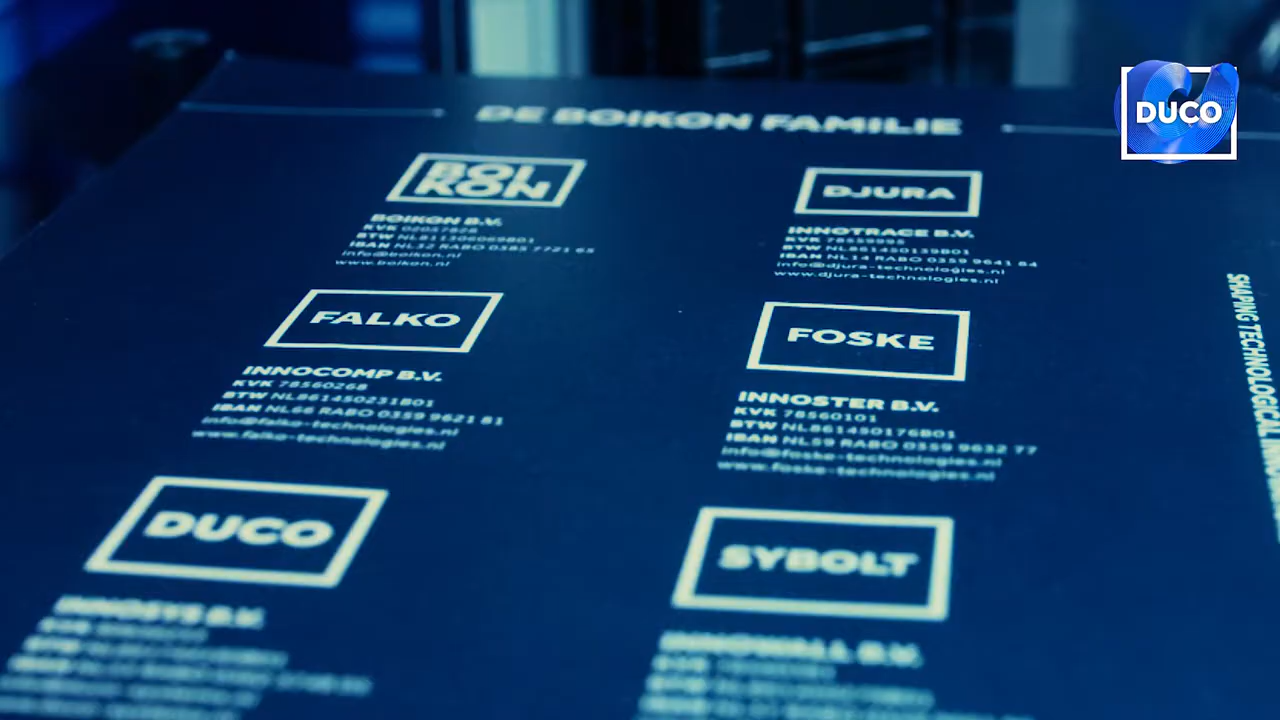 DE BOIKON FAMILIE
DUCO
BOI
KON
BOIKON B.V.
KVK 02057828
BTW NL811306069B01
IBAN NL32 RABO 0385 7721 65
info@boikon.nl
www.boikon.nl
DJURA
INNOTRACE B.V.
KVK 78559995
BTW NL861450139B01
IBAN NL14 RABO 0359 9641 84
info@djura-technologies.nl
www.djura-technologies.nl
FALKO
INNOCOMP B.V.
KVK 78560268
BTW NL861450231B01
IBAN NL66 RABO 0359 9621 81
info@falko-technologies.nl
www.falko-technologies.nl
FOSKE
INNOSTER B.V.
KVK 78560101
BTW NL861450176B01
IBAN NL59 RABO 0359 9632 77
info@foske-technologies.nl
www.foske-technologies.nl
DUCO
INNOSYS B.V.
SYBOLT
INNOWALL B.V.
SHAPING TECHNOLOGICAL